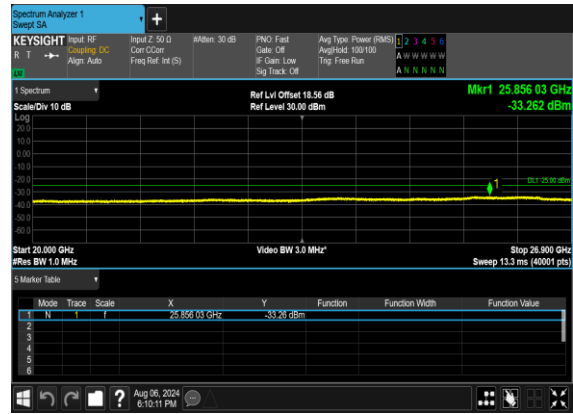 Spectrum Analyzer 1
Swept SA
+
KEYSIGHT Input: RF Input Z: 50 Ω #Atten: 30 dB PNO: Fast Avg Type: Power (RMS) 1 2 3 4 5 6
R T Coupling: DC Corr CCorr Gate: Off Avg|Hold: 100/100 A W W W W W
Align: Auto Freq Ref: Int (S) IF Gain: Low Trig: Free Run
Sig Track: Off A N N N N N
1 Spectrum Ref Lvl Offset 18.56 dB Mkr1 25.856 03 GHz
Scale/Div 10 dB Ref Level 30.00 dBm -33.262 dBm
Log
20.0
10.0
0.00
-10.0
-20.0
1 DL1 -25.00 dBm
-30.0
-40.0
-50.0
-60.0
Start 20.000 GHz Video BW 3.0 MHz* Stop 26.900 GHz
#Res BW 1.0 MHz Sweep 13.3 ms (40001 pts)
5 Marker Table
Mode Trace Scale X Y Function Function Width Function Value
1 N 1 f 25.856 03 GHz -33.26 dBm
2
3
4
5
6
? Aug 06, 2024
6:10:11 PM